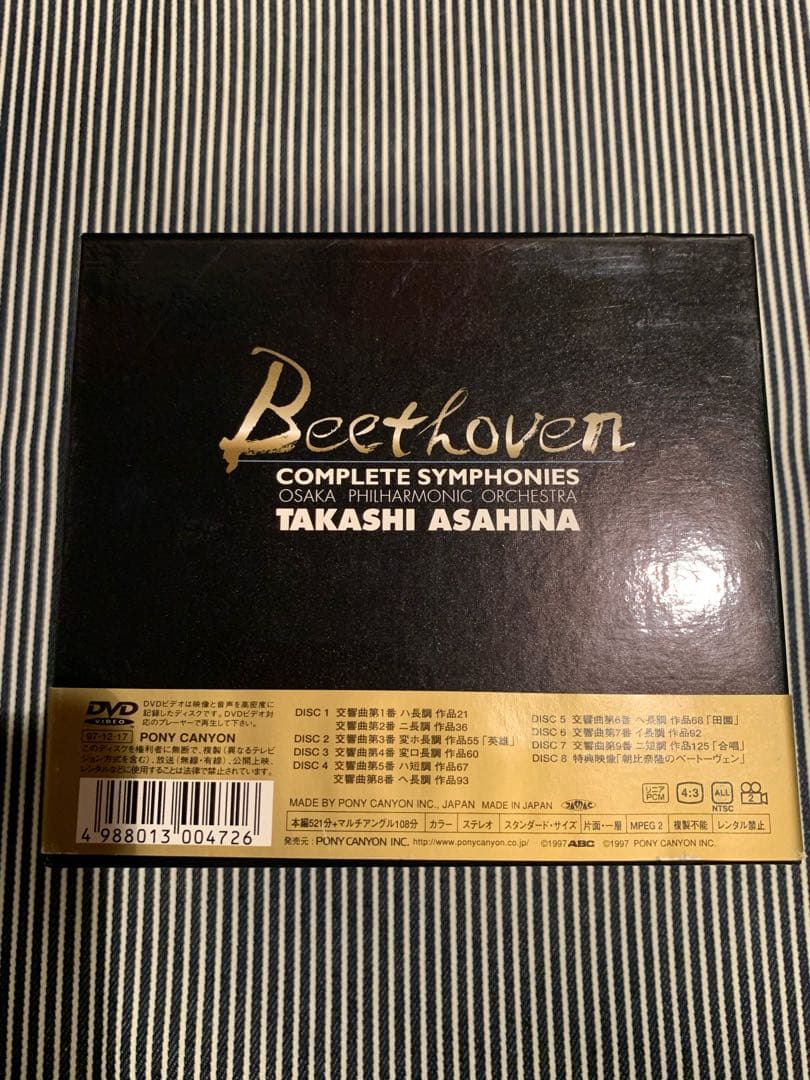 Beethoven
COMPLETE SYMPHONIES
OSAKA PHILHARMONIC ORCHESTRA
TAKASHI ASAHINA
DVD
VIDEO
DVDビデオは映像と音声を高密度に
記録したディスクです。DVDビデオ対
応のプレーヤーで再生して下さい。
97-12-17 PONY CANYON
このディスクを権利者に無断で、複製(異なるテレビ
ジョン方式を含む)、放送(無線・有線)、公開上映、
レンタルなどに使用することは法律で禁止されています。
4 988013 004726
DISC 1 交響曲第1番 ハ長調 作品21
交響曲第2番 ニ長調 作品36
DISC 2 交響曲第3番 変ホ長調 作品55「英雄」
DISC 3 交響曲第4番 変ロ長調 作品60
DISC 4 交響曲第5番 ハ短調 作品67
交響曲第8番 ヘ長調 作品93
DISC 5 交響曲第6番 ヘ長調 作品68「田園」
DISC 6 交響曲第7番 イ長調 作品92
DISC 7 交響曲第9番 ニ短調 作品125「合唱」
DISC 8 特典映像「朝比奈隆のベートーヴェン」
MADE BY PONY CANYON INC., JAPAN MADE IN JAPAN
リニア
PCM
4:3
ALL
NTSC
2
本編521分+マルチアングル108分 カラー ステレオ スタンダード・サイズ 片面・一層 MPEG 2 複製不能 レンタル禁止
発売元:PONY CANYON INC. http://www.ponycanyon.co.jp/ ©1997 ABC ©1997 PONY CANYON INC.